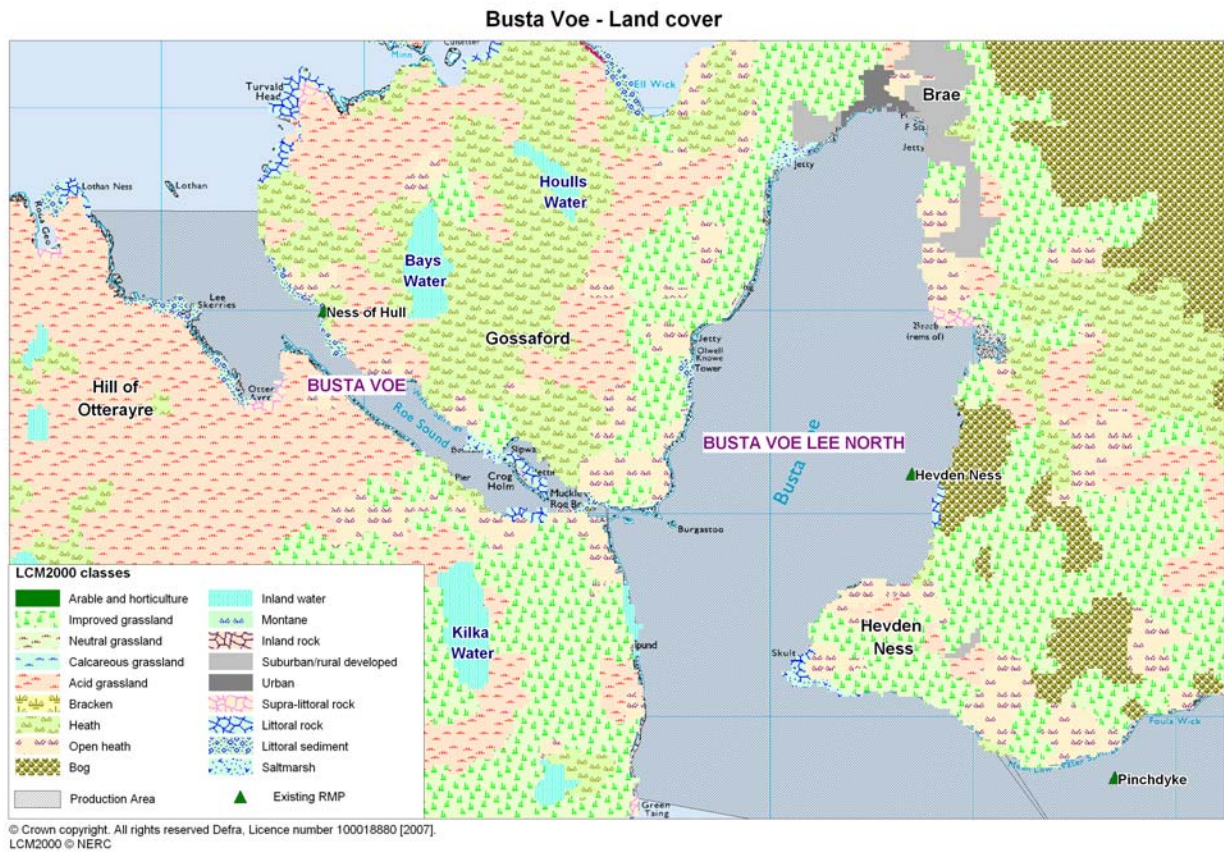 Busta Voe - Land cover
Minn
Turvald
Head
Ell Wick
Brae
Jetty
Jetty
Lothan Ness
Lothan
Houlls
Water
Bays
Water
Lee
Skerries
Ness of Hull
Gossaford
Jetty
Olwell
Knowe
Tower
(rems of)
Hill of
Otterayre
BUSTA VOE
Roe Sound
BUSTA VOE LEE NORTH
Busta
Hevden Ness
Pier
Crog
Holm
Muckle
Roe Br
Burgastoo
Kilka
Water
Hevden
Ness
Skult
Foula Wick
Pinchdyke
Green
Taing
LCM2000 classes
Arable and horticulture
Improved grassland
Neutral grassland
Calcareous grassland
Acid grassland
Bracken
Heath
Open heath
Bog
Production Area
Inland water
Montane
Inland rock
Suburban/rural developed
Urban
Supra-littoral rock
Littoral rock
Littoral sediment
Saltmarsh
Existing RMP
© Crown copyright. All rights reserved Defra, Licence number 100018880 [2007].
LCM2000 © NERC